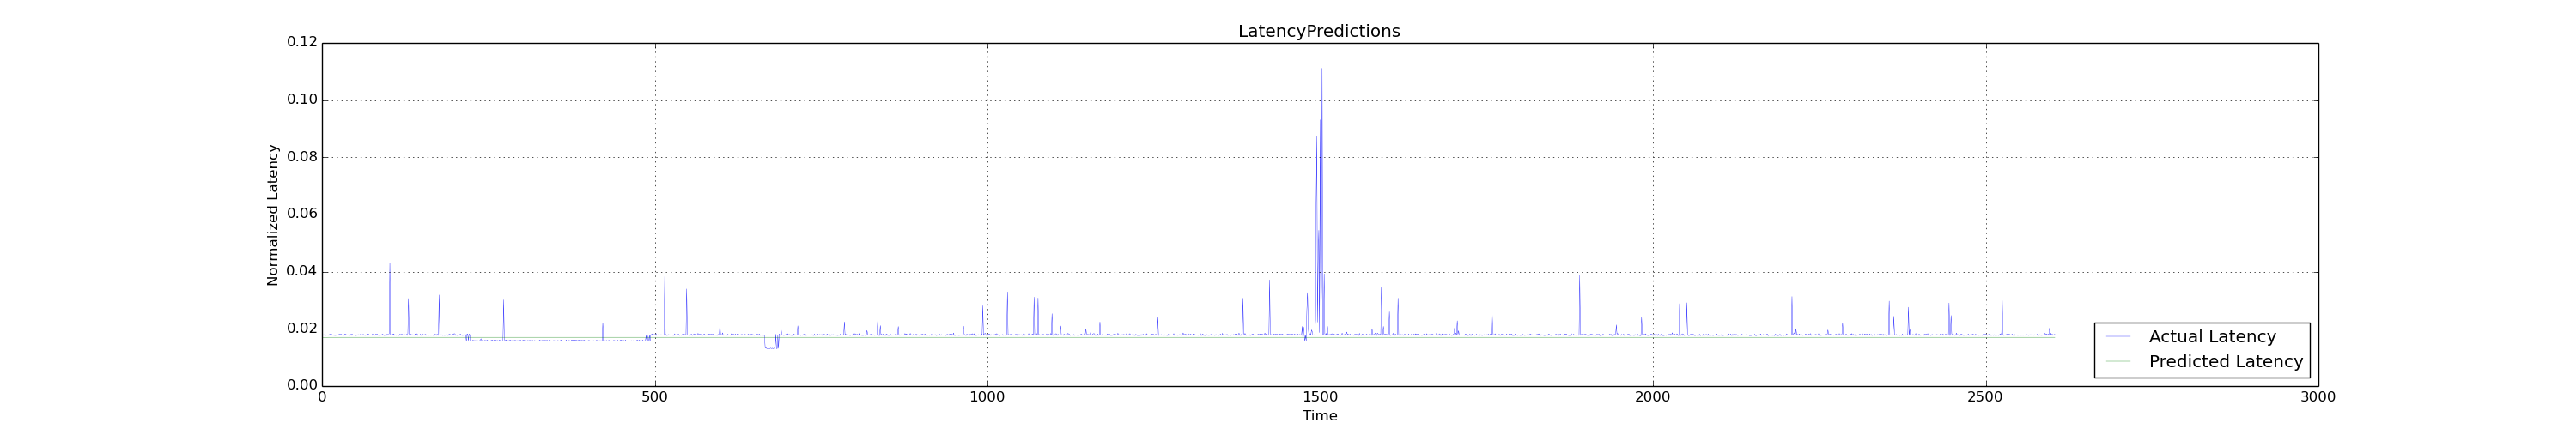 LatencyPredictions
0.12
0.10
0.08
0.06
0.04
0.02
0.00
Normalized Latency
0 500 1000 1500 2000 2500 3000
Time
Actual Latency
Predicted Latency